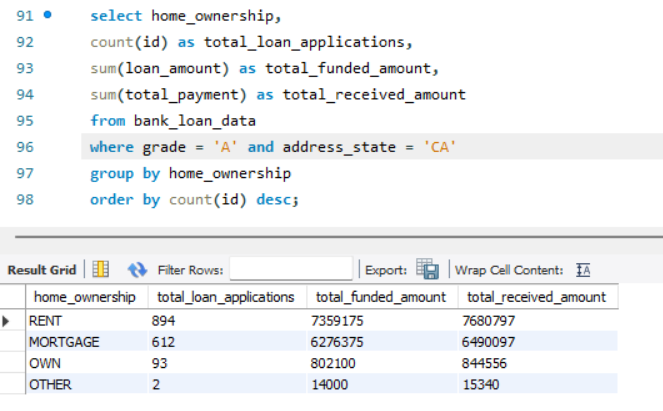 91 select home_ownership,
92 count(id) as total_loan_applications,
93 sum(loan_amount) as total_funded_amount,
94 sum(total_payment) as total_received_amount
95 from bank_loan_data
96 where grade = 'A' and address_state = 'CA'
97 group by home_ownership
98 order by count(id) desc;
Result Grid Filter Rows: Export: Wrap Cell Content: IA
home_ownership total_loan_applications total_funded_amount total_received_amount
RENT 894 7359175 7680797
MORTGAGE 612 6276375 6490097
OWN 93 802100 844556
OTHER 2 14000 15340